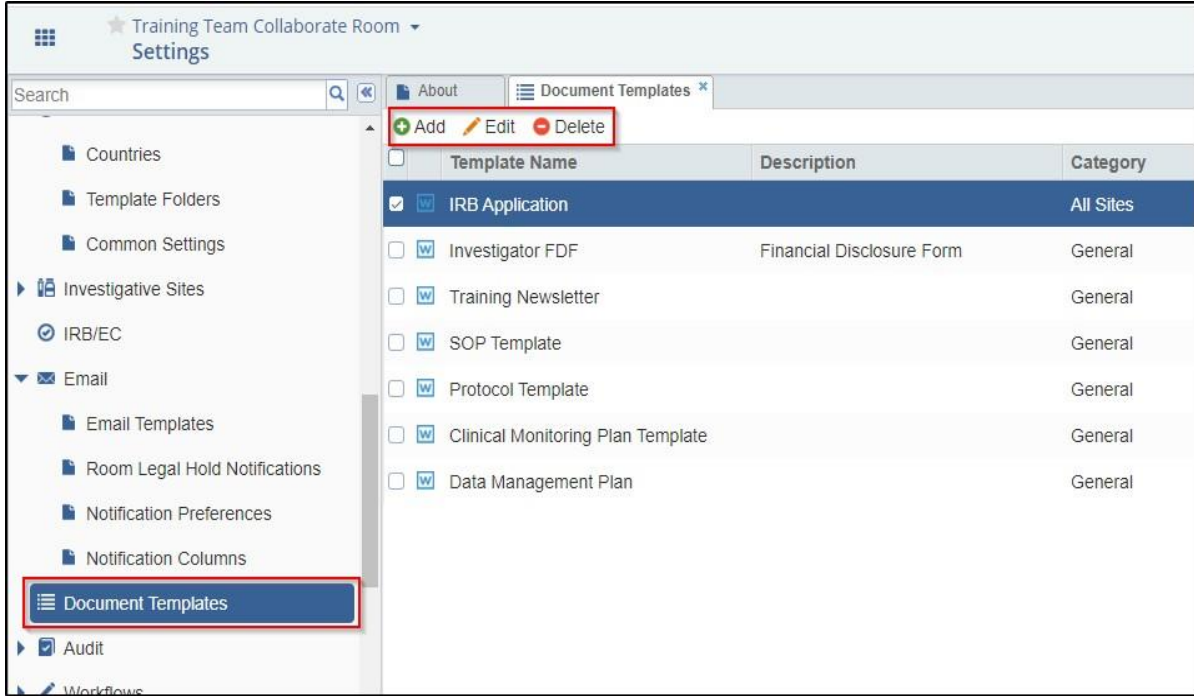 Training Team Collaborate Room
Settings
Search
Countries
Template Folders
Common Settings
Investigative Sites
IRB/EC
Email
Email Templates
Room Legal Hold Notifications
Notification Preferences
Notification Columns
Document Templates
Audit
Workflows
About
Document Templates
Add Edit Delete
Template Name Description Category
IRB Application All Sites
Investigator FDF Financial Disclosure Form General
Training Newsletter General
SOP Template General
Protocol Template General
Clinical Monitoring Plan Template General
Data Management Plan General